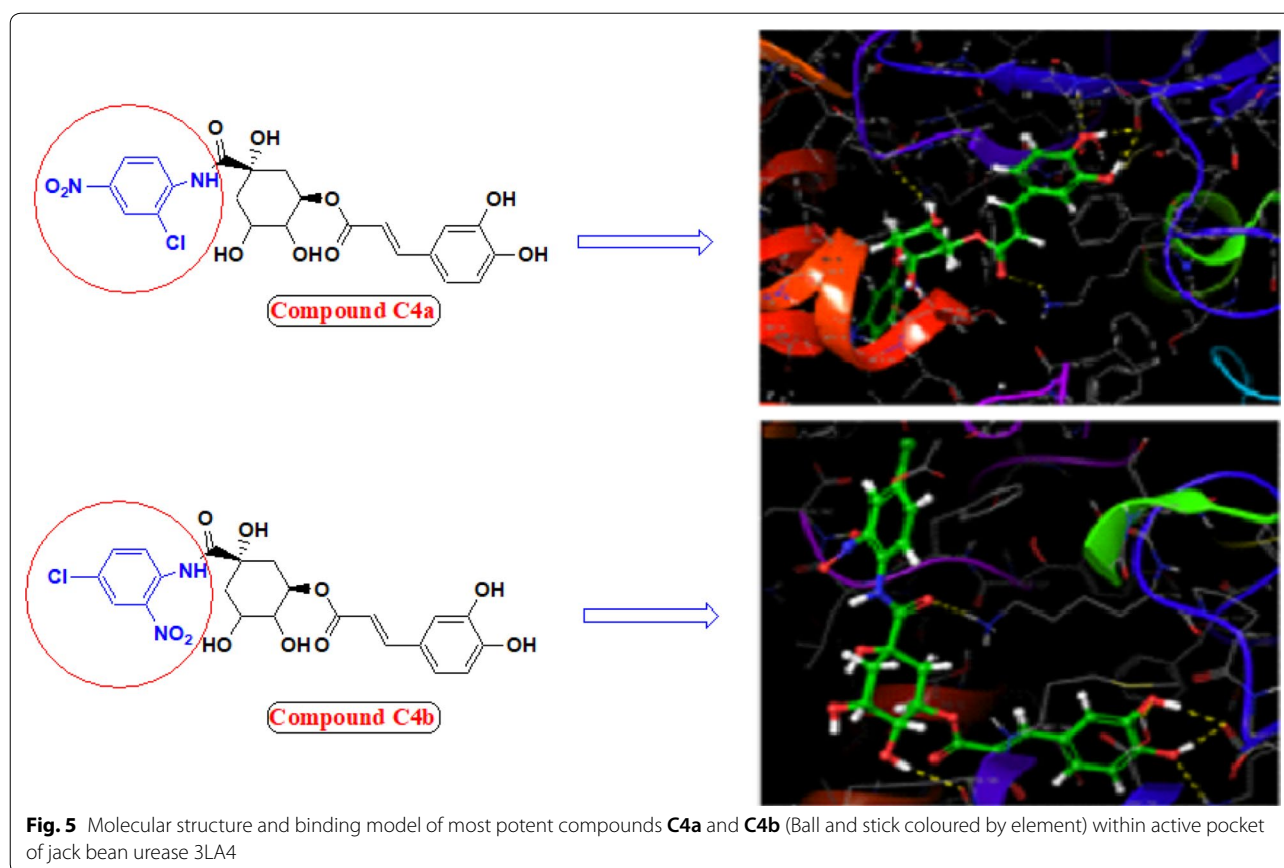 O
OH
NH
O₂N
Cl
O
HO
OHO
OH
OH
Compound C4a
O
OH
NH
Cl
NO₂
O
HO
OHO
OH
OH
Compound C4b
Fig. 5 Molecular structure and binding model of most potent compounds C4a and C4b (Ball and stick coloured by element) within active pocket
of jack bean urease 3LA4